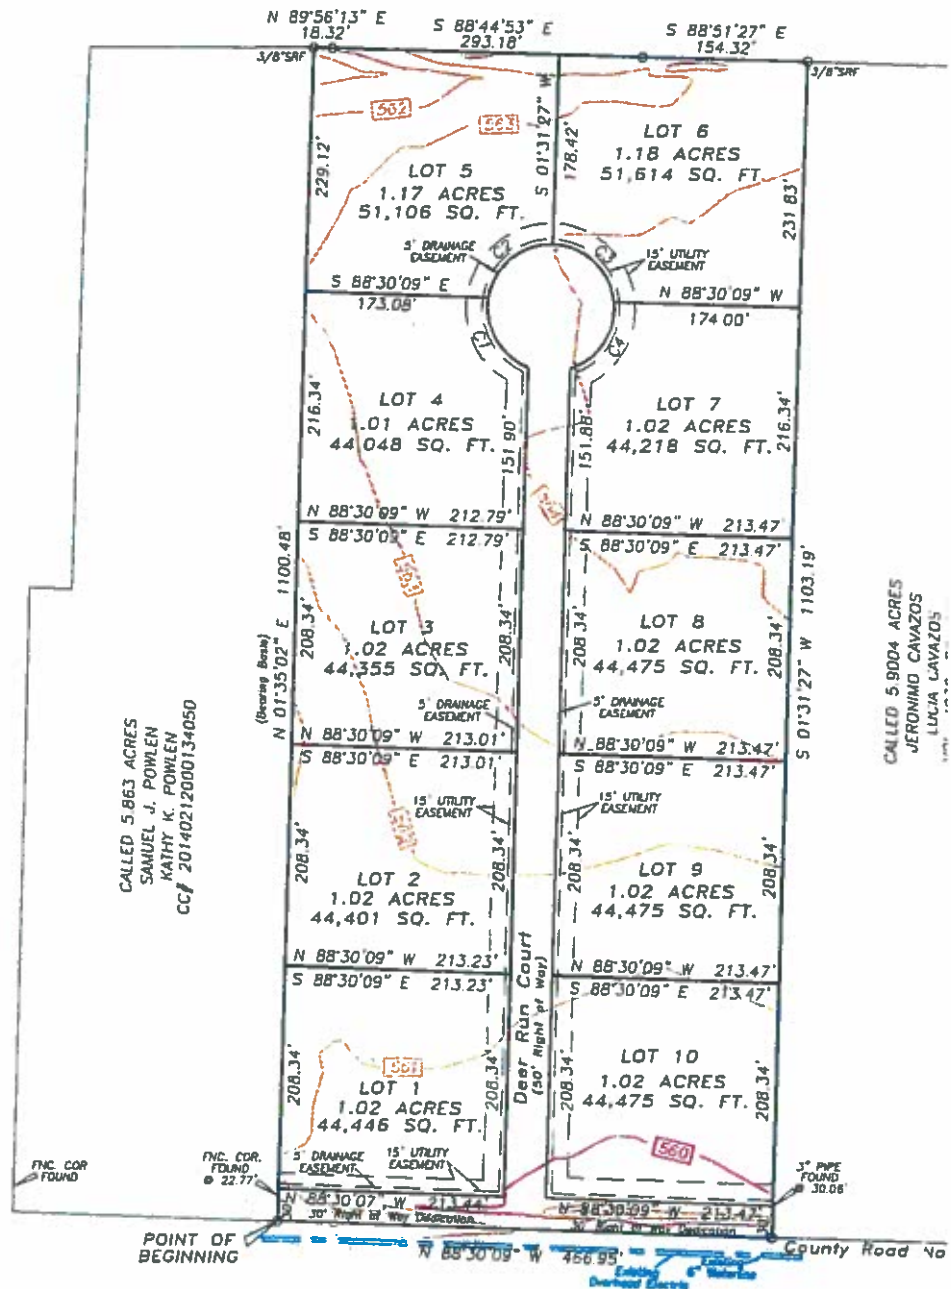 N 89°56'13" E
18.32'
S 88°44'53" E
293.18'
S 88°51'27" E
154.32'
3/8"SRF
3/8"SRF
562
563
S 01°31'27" W
178.42'
229.12'
LOT 5
1.17 ACRES
51,106 SQ. FT.
LOT 6
1.18 ACRES
51,614 SQ. FT.
231.83'
5' DRAINAGE
EASEMENT
C2
C3
15' UTILITY
EASEMENT
S 88°30'09" E
173.08'
N 88°30'09" W
174.00'
C1
C4
216.34'
LOT 4
1.01 ACRES
44,048 SQ. FT.
151.90'
151.88'
LOT 7
1.02 ACRES
44,218 SQ. FT.
216.34'
N 88°30'09" W 212.79'
S 88°30'09" E 212.79'
N 88°30'09" W 213.47'
S 88°30'09" E 213.47'
N 01°35'02" E 1100.48'
(Bearing Basis)
208.34'
LOT 3
1.02 ACRES
44,355 SQ. FT.
208.34'
208.34'
LOT 8
1.02 ACRES
44,475 SQ. FT.
208.34'
S 01°31'27" W 1103.19'
CALLED 5.9004 ACRES
JERONIMO CAVAZOS
LUCIA CAVAZOS
5' DRAINAGE
EASEMENT
5' DRAINAGE
EASEMENT
N 88°30'09" W 213.01'
S 88°30'09" E 213.01'
N 88°30'09" W 213.47'
S 88°30'09" E 213.47'
CALLED 5.863 ACRES
SAMUEL J. POWLEN
KATHY K. POWLEN
CC# 20140212000134050
15' UTILITY
EASEMENT
15' UTILITY
EASEMENT
208.34'
LOT 2
1.02 ACRES
44,401 SQ. FT.
208.34'
208.34'
LOT 9
1.02 ACRES
44,475 SQ. FT.
208.34'
N 88°30'09" W 213.23'
S 88°30'09" E 213.23'
N 88°30'09" W 213.47'
S 88°30'09" E 213.47'
Deer Run Court
(50' Right of Way)
561
208.34'
LOT 1
1.02 ACRES
44,446 SQ. FT.
208.34'
208.34'
LOT 10
1.02 ACRES
44,475 SQ. FT.
208.34'
560
FNC. COR
FOUND
FNC. COR.
FOUND
@ 22.77'
5' DRAINAGE
EASEMENT
15' UTILITY
EASEMENT
3" PIPE
FOUND
@ 30.06'
N 88°30'07" W 213.44'
30' Right of Way Dedication
N 88°30'09" W 213.47'
30' Right of Way Dedication
30'
30'
POINT OF
BEGINNING
N 88°30'09" W 466.95'
County Road No
Existing
Overhead Electric
Existing
6" Waterline